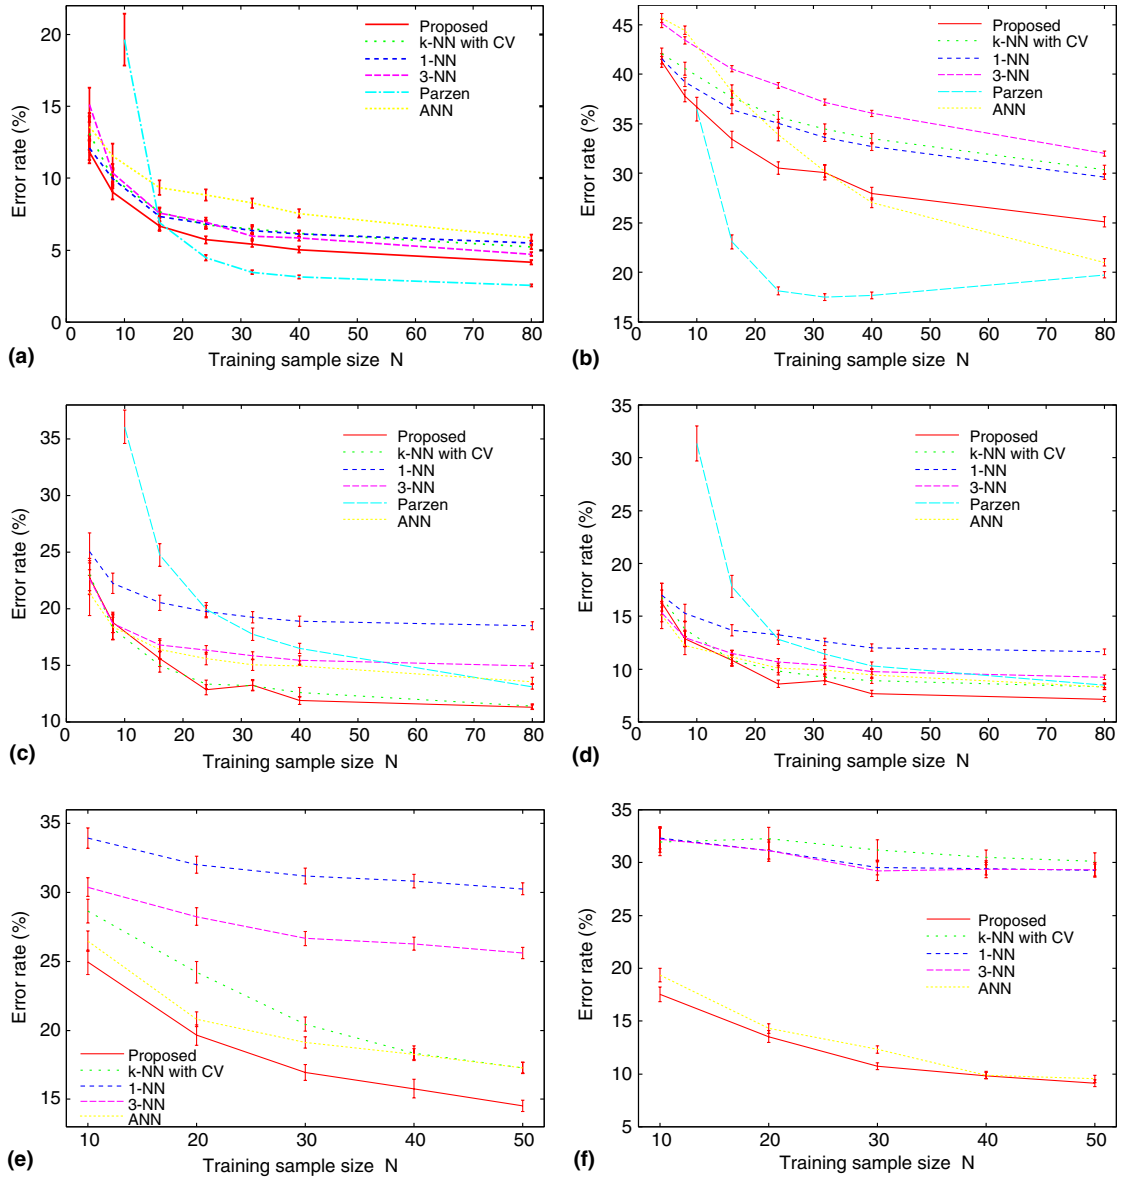 20
15
10
5
0
Error rate (%)
Proposed
k-NN with CV
1-NN
3-NN
Parzen
ANN
0 10 20 30 40 50 60 70 80
(a) Training sample size N
45
40
35
30
25
20
15
Error rate (%)
Proposed
k-NN with CV
1-NN
3-NN
Parzen
ANN
0 10 20 30 40 50 60 70 80
(b) Training sample size N
35
30
25
20
15
10
Error rate (%)
Proposed
k-NN with CV
1-NN
3-NN
Parzen
ANN
0 10 20 30 40 50 60 70 80
(c) Training sample size N
35
30
25
20
15
10
5
Error rate (%)
Proposed
k-NN with CV
1-NN
3-NN
Parzen
ANN
0 10 20 30 40 50 60 70 80
(d) Training sample size N
35
30
25
20
15
Error rate (%)
Proposed
k-NN with CV
1-NN
3-NN
ANN
10 20 30 40 50
(e) Training sample size N
35
30
25
20
15
10
5
Error rate (%)
Proposed
k-NN with CV
1-NN
3-NN
ANN
10 20 30 40 50
(f) Training sample size N